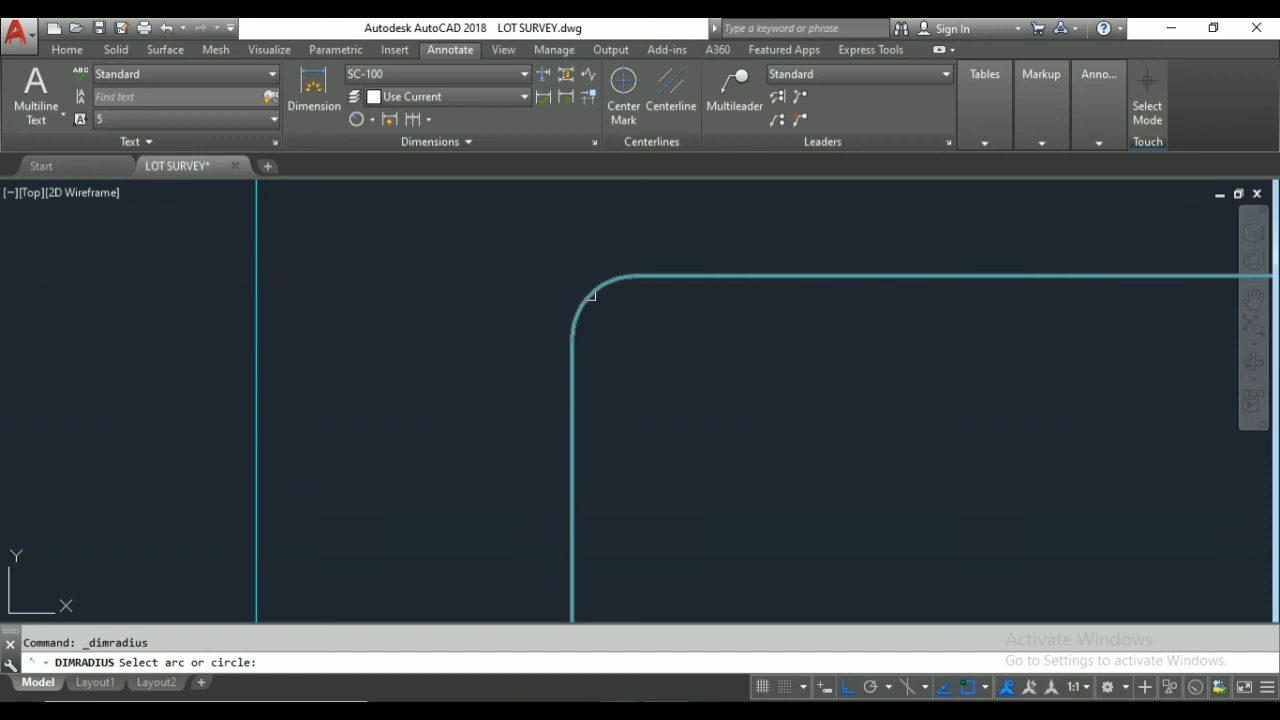 A Autodesk AutoCAD 2018 LOT SURVEY.dwg Type a keyword or phrase Sign In ?
Home Solid Surface Mesh Visualize Parametric Insert Annotate View Manage Output Add-ins A360 Featured Apps Express Tools
Standard SC-100 Standard
Find text Use Current
5
Multiline Text Dimension Center Mark Centerline Multileader Tables Markup Anno... Select Mode
Text Dimensions Centerlines Leaders Touch
Start LOT SURVEY*
[−][Top][2D Wireframe]
Y
X
Command: _dimradius
DIMRADIUS Select arc or circle:
Activate Windows
Go to Settings to activate Windows.
Model Layout1 Layout2 + 1:1